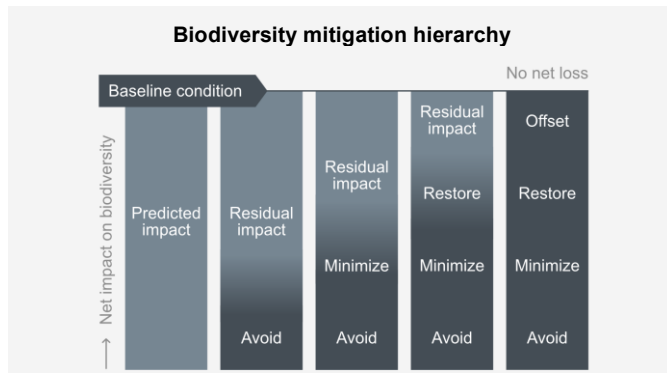 Biodiversity mitigation hierarchy
No net loss
Baseline condition
→ Net impact on biodiversity
Predicted
impact
Residual
impact
Avoid
Residual
impact
Minimize
Avoid
Residual
impact
Restore
Minimize
Avoid
Offset
Restore
Minimize
Avoid